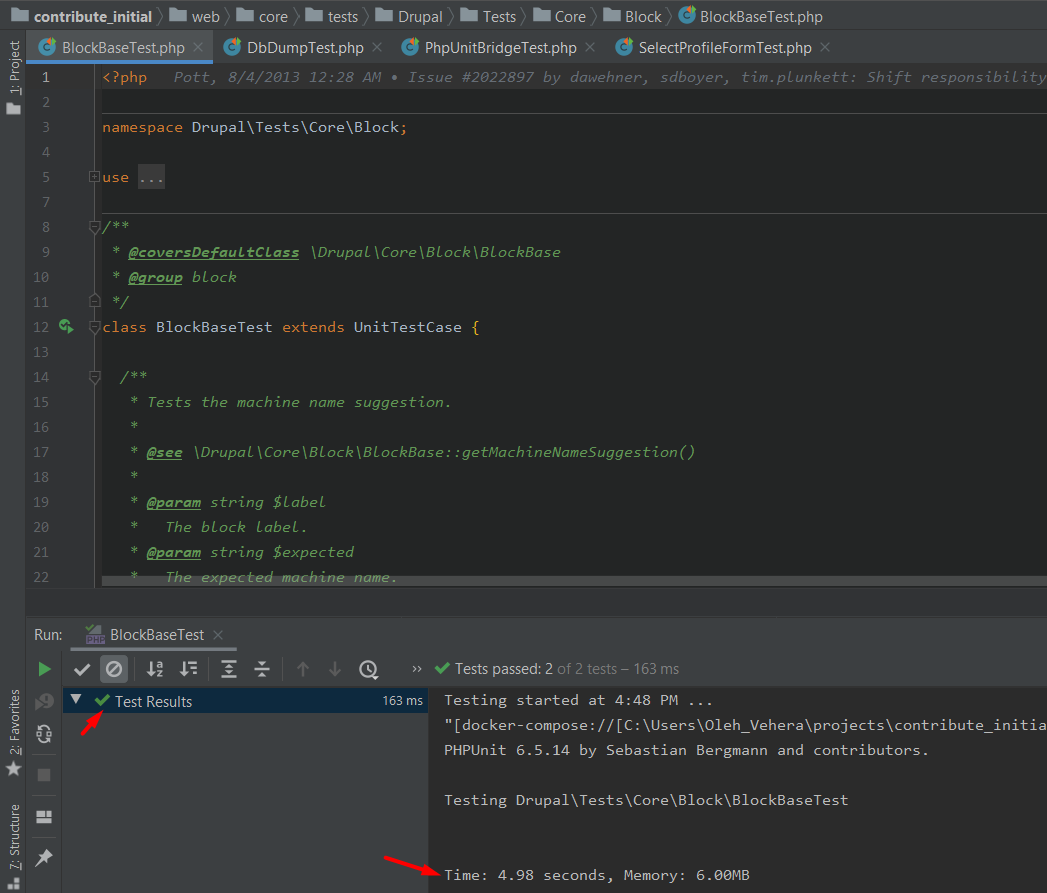 contribute_initial web core tests Drupal Tests Core Block BlockBaseTest.php
1: Project
BlockBaseTest.php DbDumpTest.php PhpUnitBridgeTest.php SelectProfileFormTest.php
1 <?php Pott, 8/4/2013 12:28 AM • Issue #2022897 by dawehner, sdboyer, tim.plunkett: Shift responsibility
2
3 namespace Drupal\Tests\Core\Block;
4
5 use ...
7
8 /**
9 * @coversDefaultClass \Drupal\Core\Block\BlockBase
10 * @group block
11 */
12 class BlockBaseTest extends UnitTestCase {
13
14 /**
15 * Tests the machine name suggestion.
16 *
17 * @see \Drupal\Core\Block\BlockBase::getMachineNameSuggestion()
18 *
19 * @param string $label
20 * The block label.
21 * @param string $expected
22 * The expected machine name.
Run: PHP BlockBaseTest
» Tests passed: 2 of 2 tests – 163 ms
Test Results 163 ms
2: Favorites
7: Structure
Testing started at 4:48 PM ...
"[docker-compose://[C:\Users\Oleh_Vehera\projects\contribute_initia
PHPUnit 6.5.14 by Sebastian Bergmann and contributors.
Testing Drupal\Tests\Core\Block\BlockBaseTest
Time: 4.98 seconds, Memory: 6.00MB